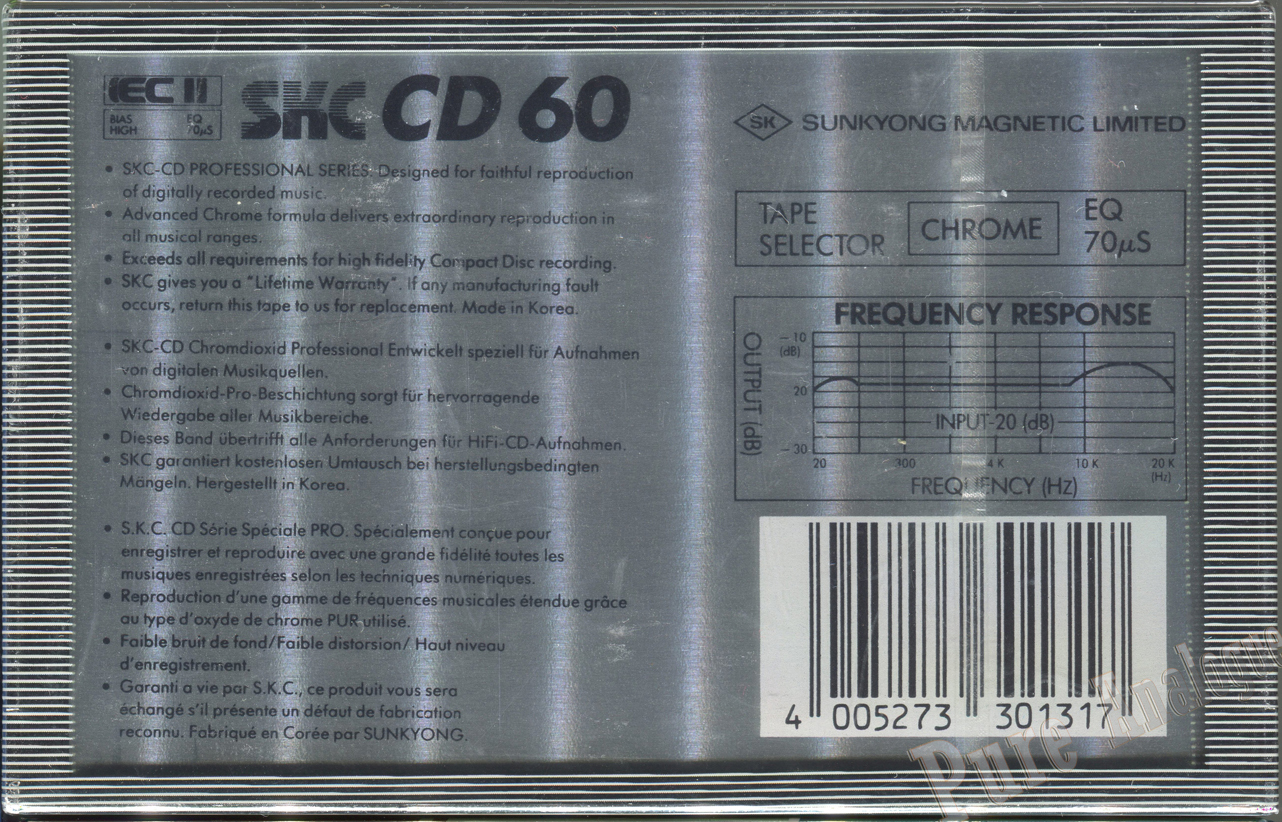 IEC II
BIAS HIGH
EQ 70µS
SKC CD 60
• SKC-CD PROFESSIONAL SERIES: Designed for faithful reproduction
of digitally recorded music.
• Advanced Chrome formula delivers extraordinary reproduction in
all musical ranges.
• Exceeds all requirements for high fidelity Compact Disc recording.
• SKC gives you a "Lifetime Warranty". If any manufacturing fault
occurs, return this tape to us for replacement. Made in Korea.
• SKC-CD Chromdioxid Professional Entwickelt speziell für Aufnahmen
von digitalen Musikquellen.
• Chromdioxid-Pro-Beschichtung sorgt für hervorragende
Wiedergabe aller Musikbereiche.
• Dieses Band übertrifft alle Anforderungen für HiFi-CD-Aufnahmen.
• SKC garantiert kostenlosen Umtausch bei herstellungsbedingten
Mängeln. Hergestellt in Korea.
• S.K.C. CD Série Spéciale PRO. Spécialement conçue pour
enregistrer et reproduire avec une grande fidélité toutes les
musiques enregistrées selon les techniques numériques.
• Reproduction d'une gamme de fréquences musicales étendue grâce
au type d'oxyde de chrome PUR utilisé.
• Faible bruit de fond/Faible distorsion/ Haut niveau
d'enregistrement.
• Garanti a vie par S.K.C., ce produit vous sera
échangé s'il présente un défaut de fabrication
reconnu. Fabriqué en Corée par SUNKYONG.
SK SUNKYONG MAGNETIC LIMITED
TAPE
SELECTOR
CHROME
EQ
70µS
FREQUENCY RESPONSE
OUTPUT (dB)
–10
(dB)
20
–30
INPUT-20 (dB)
20 300 4 K 10 K 20 K
(Hz)
FREQUENCY (Hz)
4 005273 301317
Pure Analogue